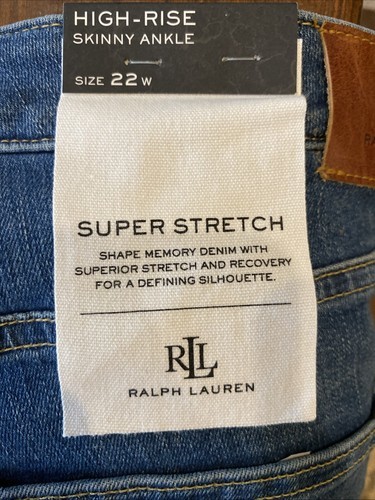 HIGH-RISE
SKINNY ANKLE
SIZE 22 W
SUPER STRETCH
SHAPE MEMORY DENIM WITH
SUPERIOR STRETCH AND RECOVERY
FOR A DEFINING SILHOUETTE.
RLL
RALPH LAUREN